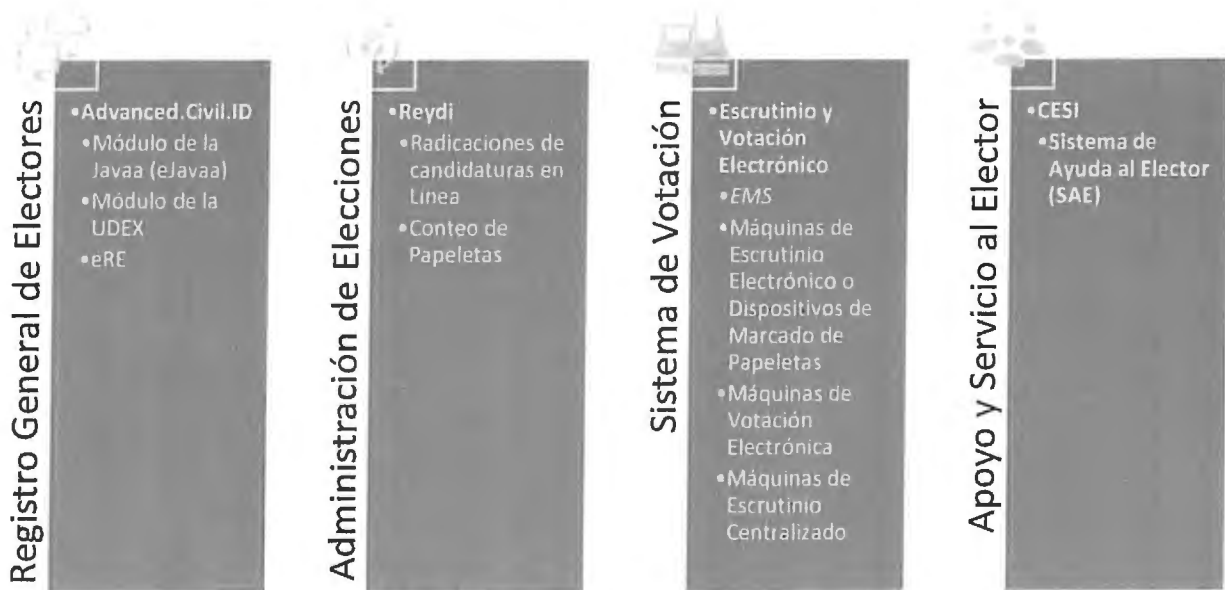 Registro General de Electores
•Advanced.Civil.ID
•Módulo de la
Javaa (eJavaa)
•Módulo de la
UDEX
•eRE
Administración de Elecciones
•Reydi
•Radicaciones de
candidaturas en
Línea
•Conteo de
Papeletas
Sistema de Votación
•Escrutinio y
Votación
Electrónico
•EMS
•Máquinas de
Escrutinio
Electrónico o
Dispositivos de
Marcado de
Papeletas
•Máquinas de
Votación
Electrónica
•Máquinas de
Escrutinio
Centralizado
Apoyo y Servicio al Elector
•CESI
•Sistema de
Ayuda al Elector
(SAE)